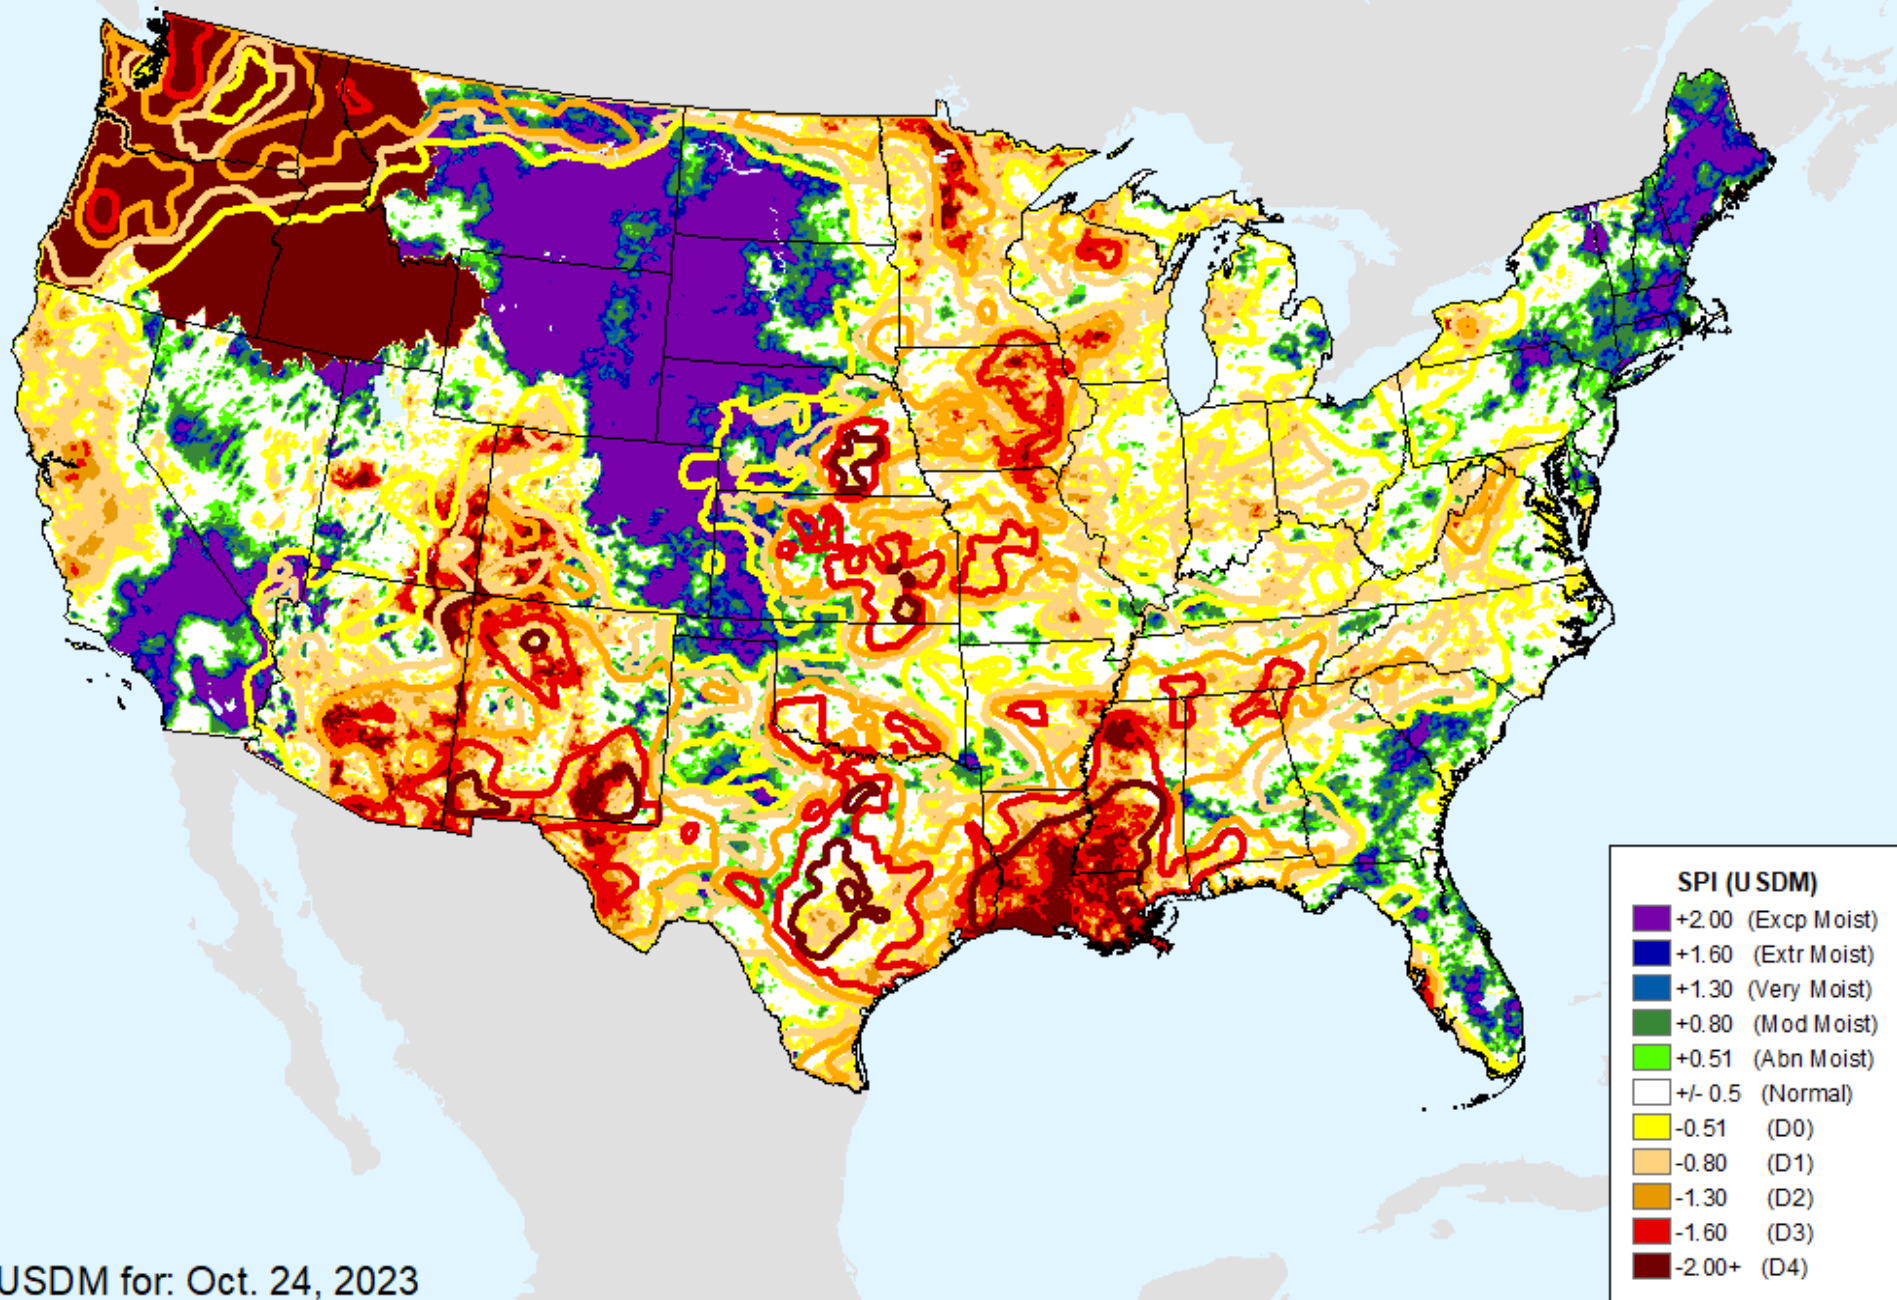 SPI (USDM)
+2.00 (Excp Moist)
+1.60 (Extr Moist)
+1.30 (Very Moist)
+0.80 (Mod Moist)
+0.51 (Abn Moist)
+/- 0.5 (Normal)
-0.51 (D0)
-0.80 (D1)
-1.30 (D2)
-1.60 (D3)
-2.00+ (D4)
USDM for: Oct. 24, 2023